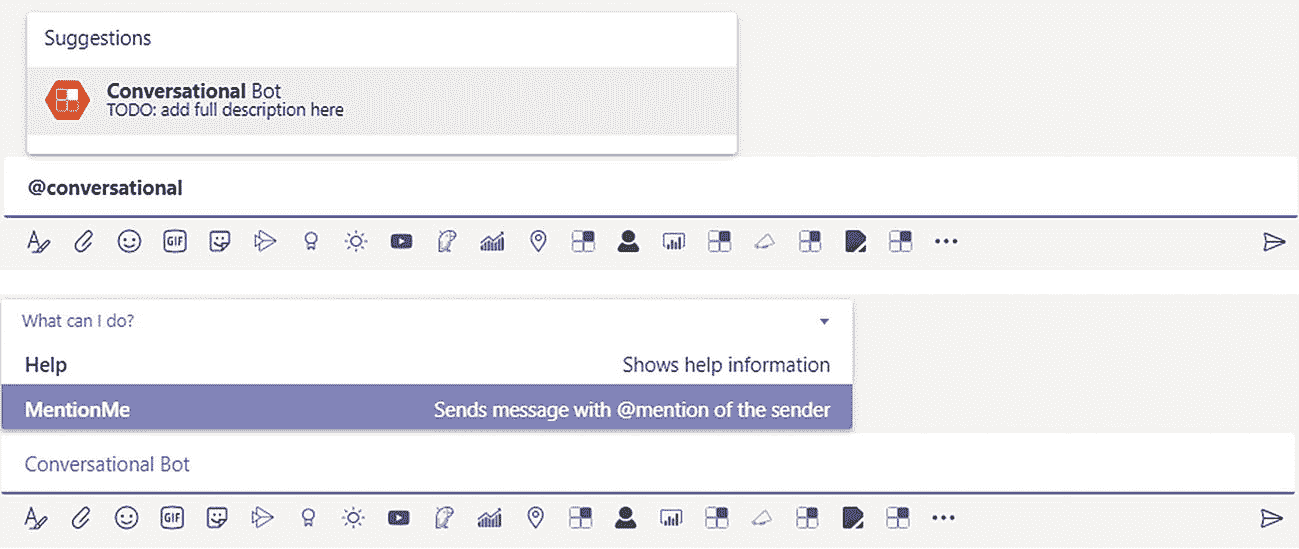 Suggestions
Conversational Bot
TODO: add full description here
@conversational
GIF
What can I do?
Help Shows help information
MentionMe Sends message with @mention of the sender
Conversational Bot
GIF